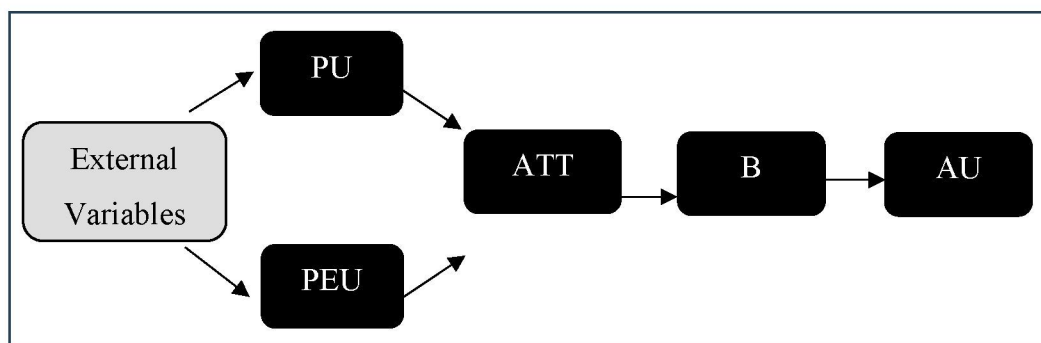 PU
External
Variables
ATT
B
AU
PEU